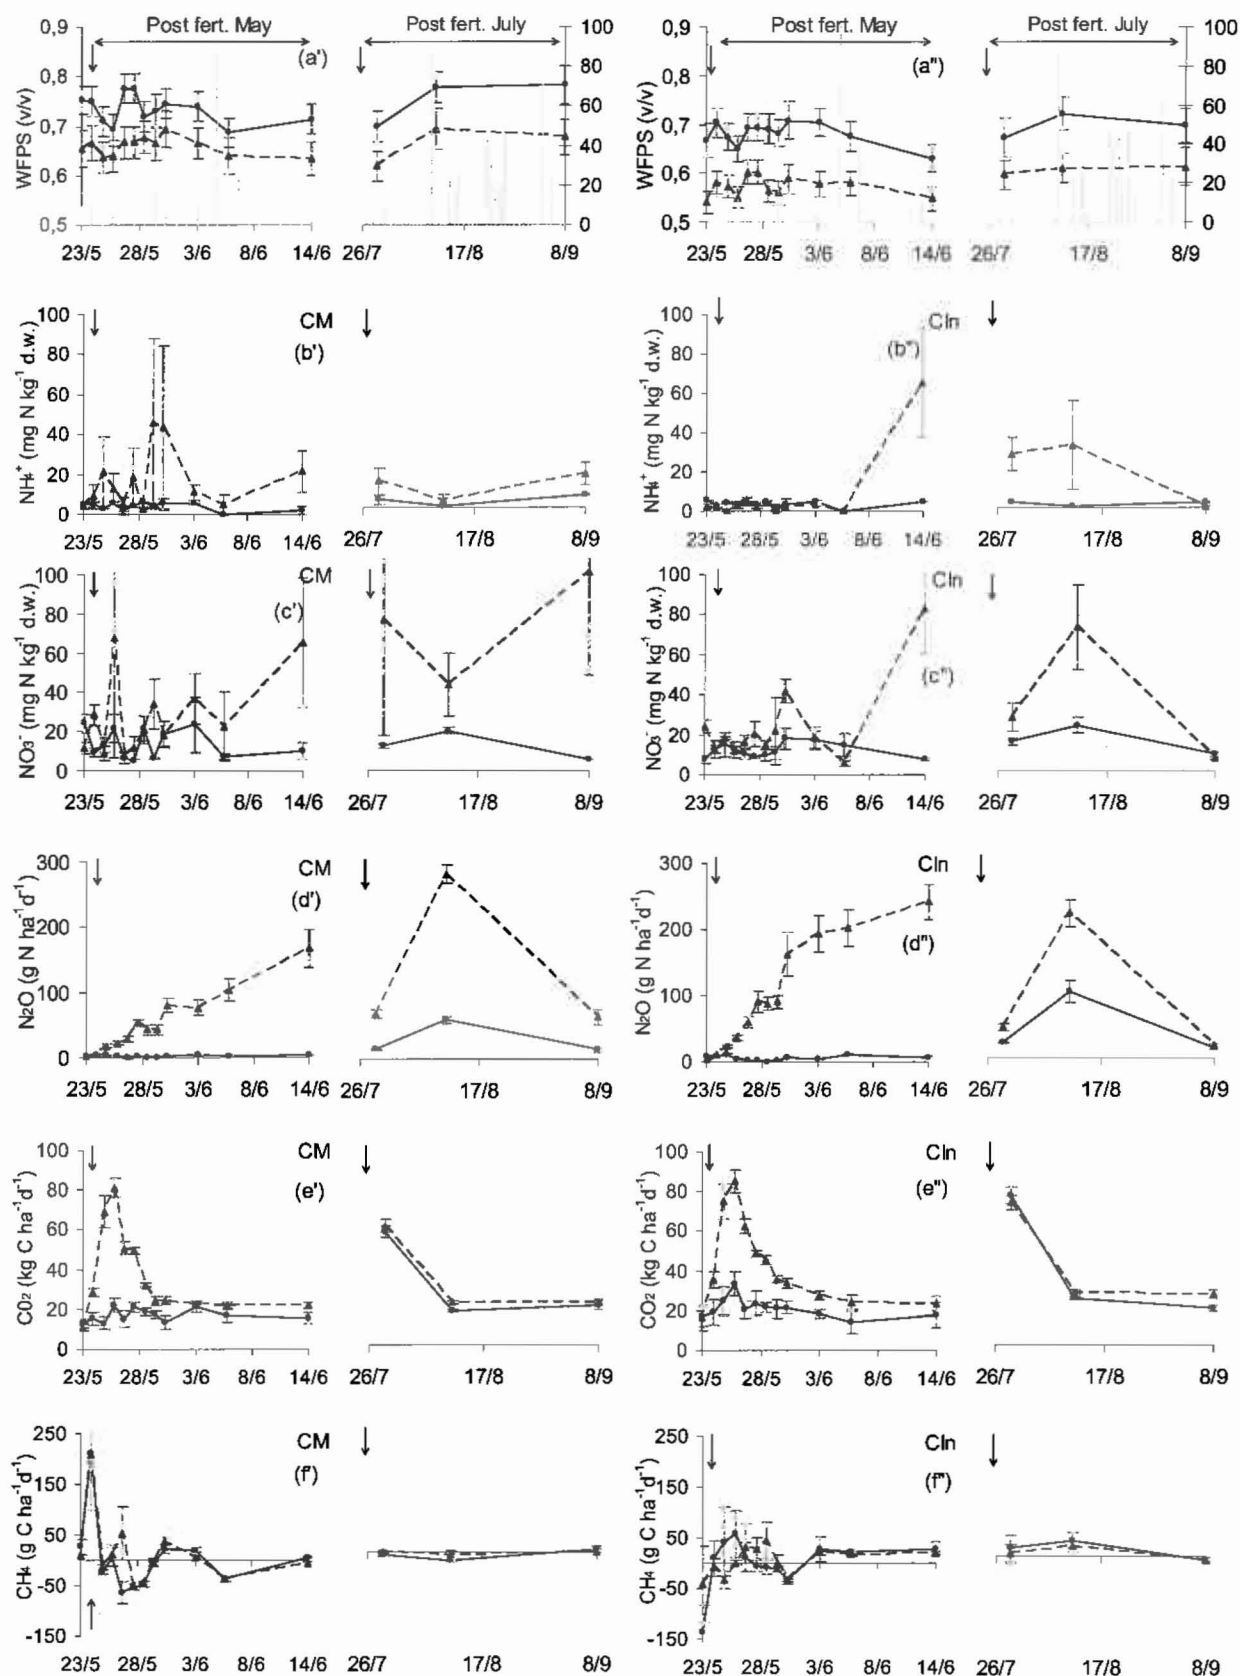 Post fert. May
Post fert. July
(a')
WFPS (v/v)
0,9
0,8
0,7
0,6
0,5
100
80
60
40
20
0
23/5 28/5 3/6 8/6 14/6
26/7 17/8 8/9
Post fert. May
Post fert. July
(a'')
WFPS (v/v)
0,9
0,8
0,7
0,6
0,5
100
80
60
40
20
0
23/5 28/5 3/6 8/6 14/6
26/7 17/8 8/9
CM
(b')
NH₄⁺ (mg N kg⁻¹ d.w.)
100
80
60
40
20
0
23/5 28/5 3/6 8/6 14/6
26/7 17/8 8/9
CIn
(b'')
NH₄⁺ (mg N kg⁻¹ d.w.)
100
80
60
40
20
0
23/5 28/5 3/6 8/6 14/6
26/7 17/8 8/9
CM
(c')
NO₃⁻ (mg N kg⁻¹ d.w.)
100
80
60
40
20
0
23/5 28/5 3/6 8/6 14/6
26/7 17/8 8/9
CIn
(c'')
NO₃⁻ (mg N kg⁻¹ d.w.)
100
80
60
40
20
0
23/5 28/5 3/6 8/6 14/6
26/7 17/8 8/9
CM
(d')
N₂O (g N ha⁻¹d⁻¹)
300
200
100
0
23/5 28/5 3/6 8/6 14/6
26/7 17/8 8/9
CIn
(d'')
N₂O (g N ha⁻¹d⁻¹)
300
200
100
0
23/5 28/5 3/6 8/6 14/6
26/7 17/8 8/9
CM
(e')
CO₂ (kg C ha⁻¹d⁻¹)
100
80
60
40
20
0
23/5 28/5 3/6 8/6 14/6
26/7 17/8 8/9
CIn
(e'')
CO₂ (kg C ha⁻¹d⁻¹)
100
80
60
40
20
0
23/5 28/5 3/6 8/6 14/6
26/7 17/8 8/9
CM
(f')
CH₄ (g C ha⁻¹d⁻¹)
250
150
50
-50
-150
23/5 28/5 3/6 8/6 14/6
26/7 17/8 8/9
CIn
(f'')
CH₄ (g C ha⁻¹d⁻¹)
250
150
50
-50
-150
23/5 28/5 3/6 8/6 14/6
26/7 17/8 8/9